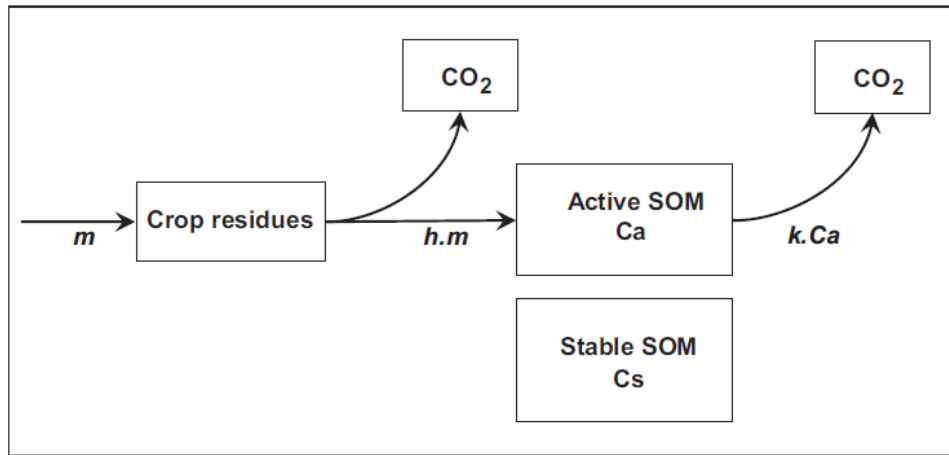 CO2
CO2
Crop residues
Active SOM
Ca
m
h.m
k.Ca
Stable SOM
Cs